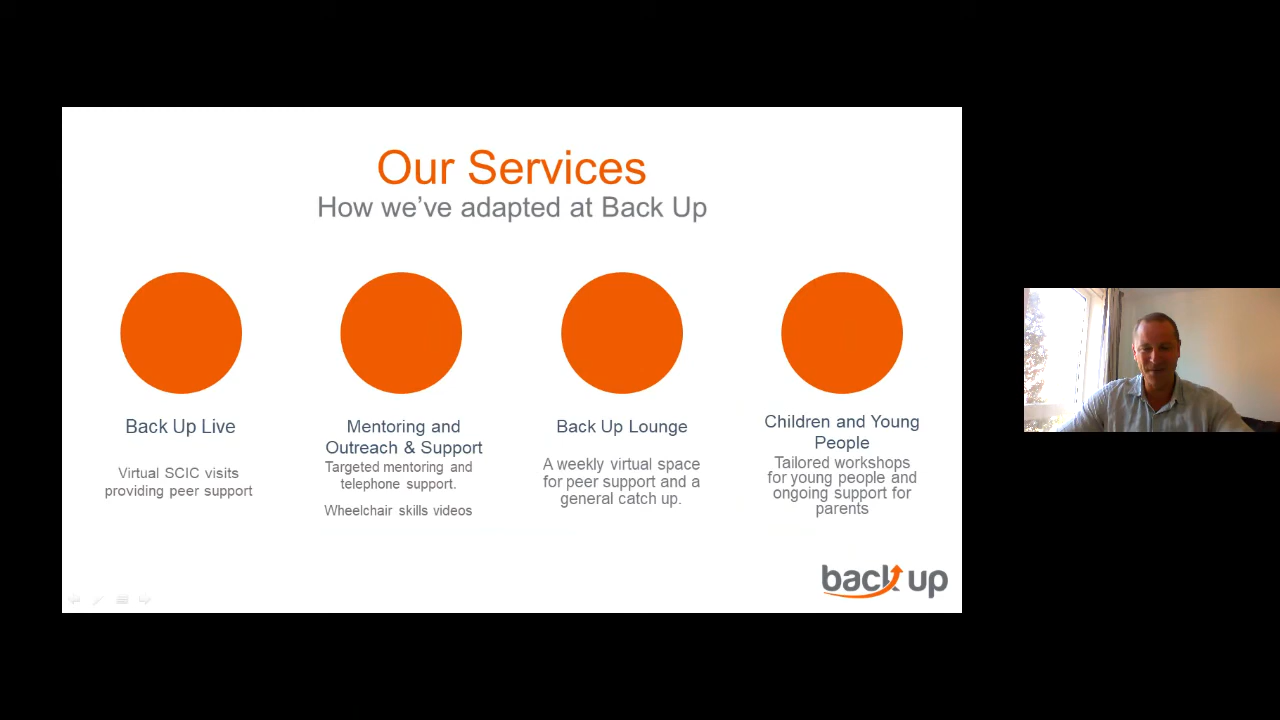 Our Services
How we've adapted at Back Up
Back Up Live
Virtual SCIC visits
providing peer support
Mentoring and
Outreach & Support
Targeted mentoring and
telephone support.
Wheelchair skills videos
Back Up Lounge
A weekly virtual space
for peer support and a
general catch up.
Children and Young
People
Tailored workshops
for young people and
ongoing support for
parents
back up